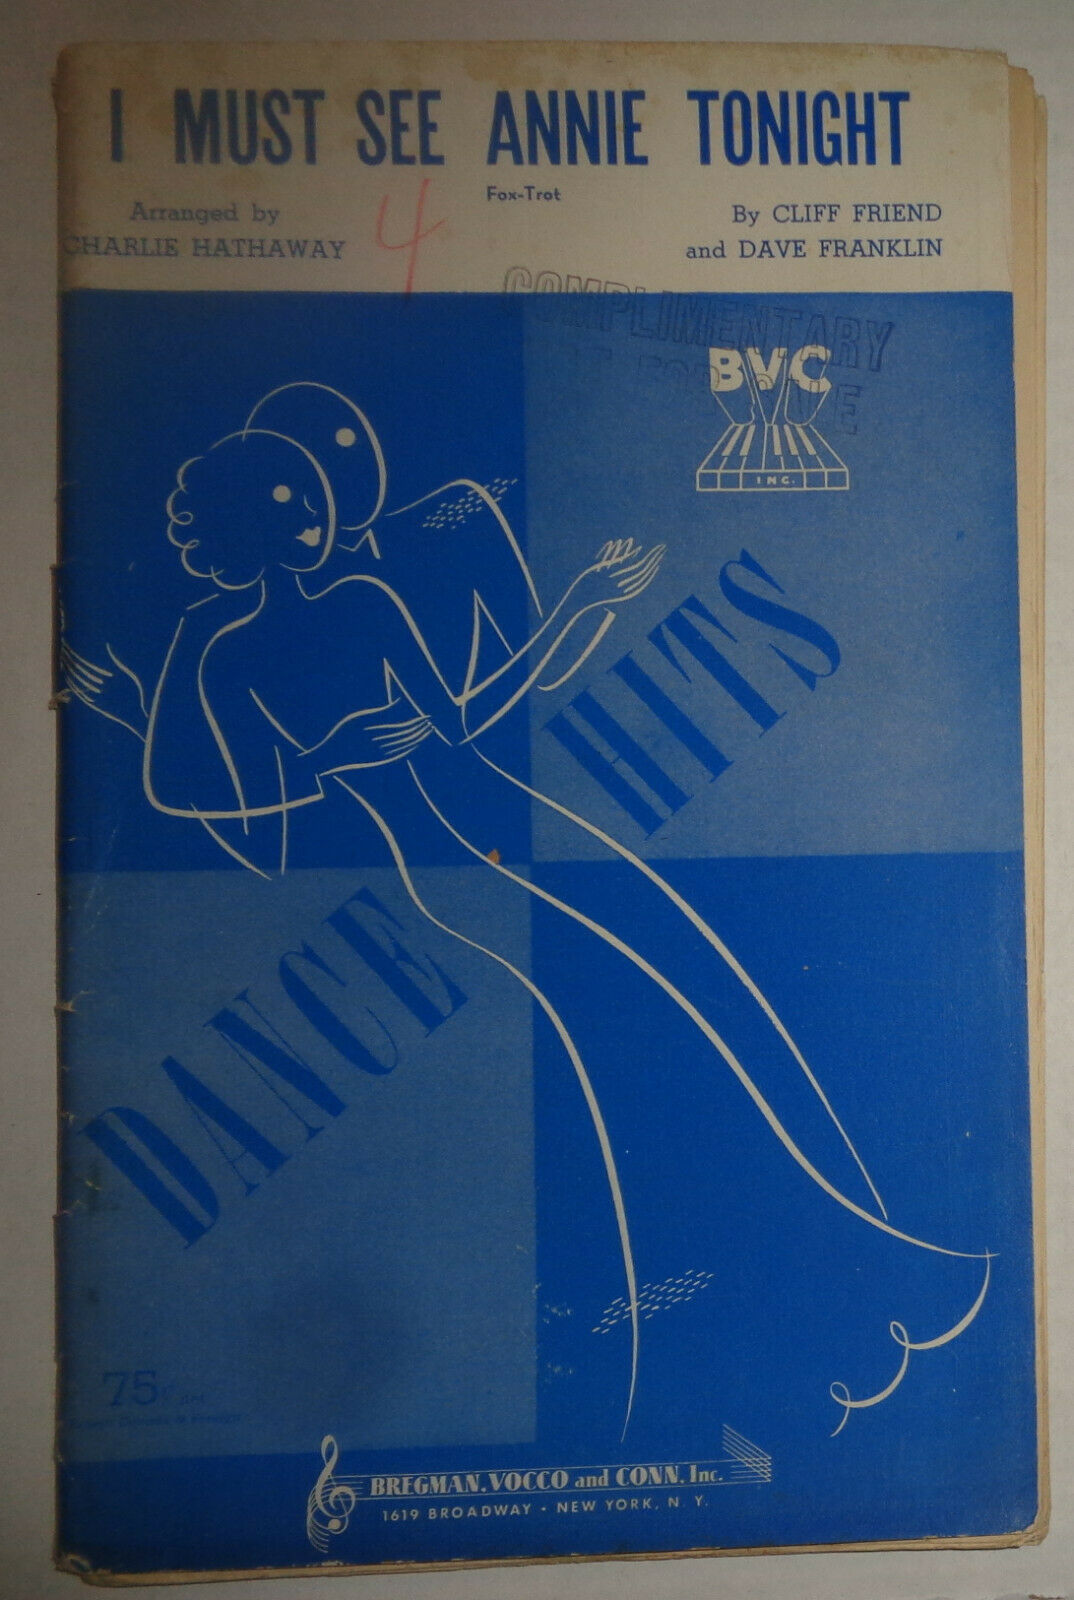 I MUST SEE ANNIE TONIGHT
Fox-Trot
Arranged by
CHARLIE HATHAWAY
4
By CLIFF FRIEND
and DAVE FRANKLIN
COMPLIMENTARY
FOR
BVC
INC.
HITS
DANCE
75¢
BREGMAN, VOCCO and CONN, Inc.
1619 BROADWAY • NEW YORK, N. Y.